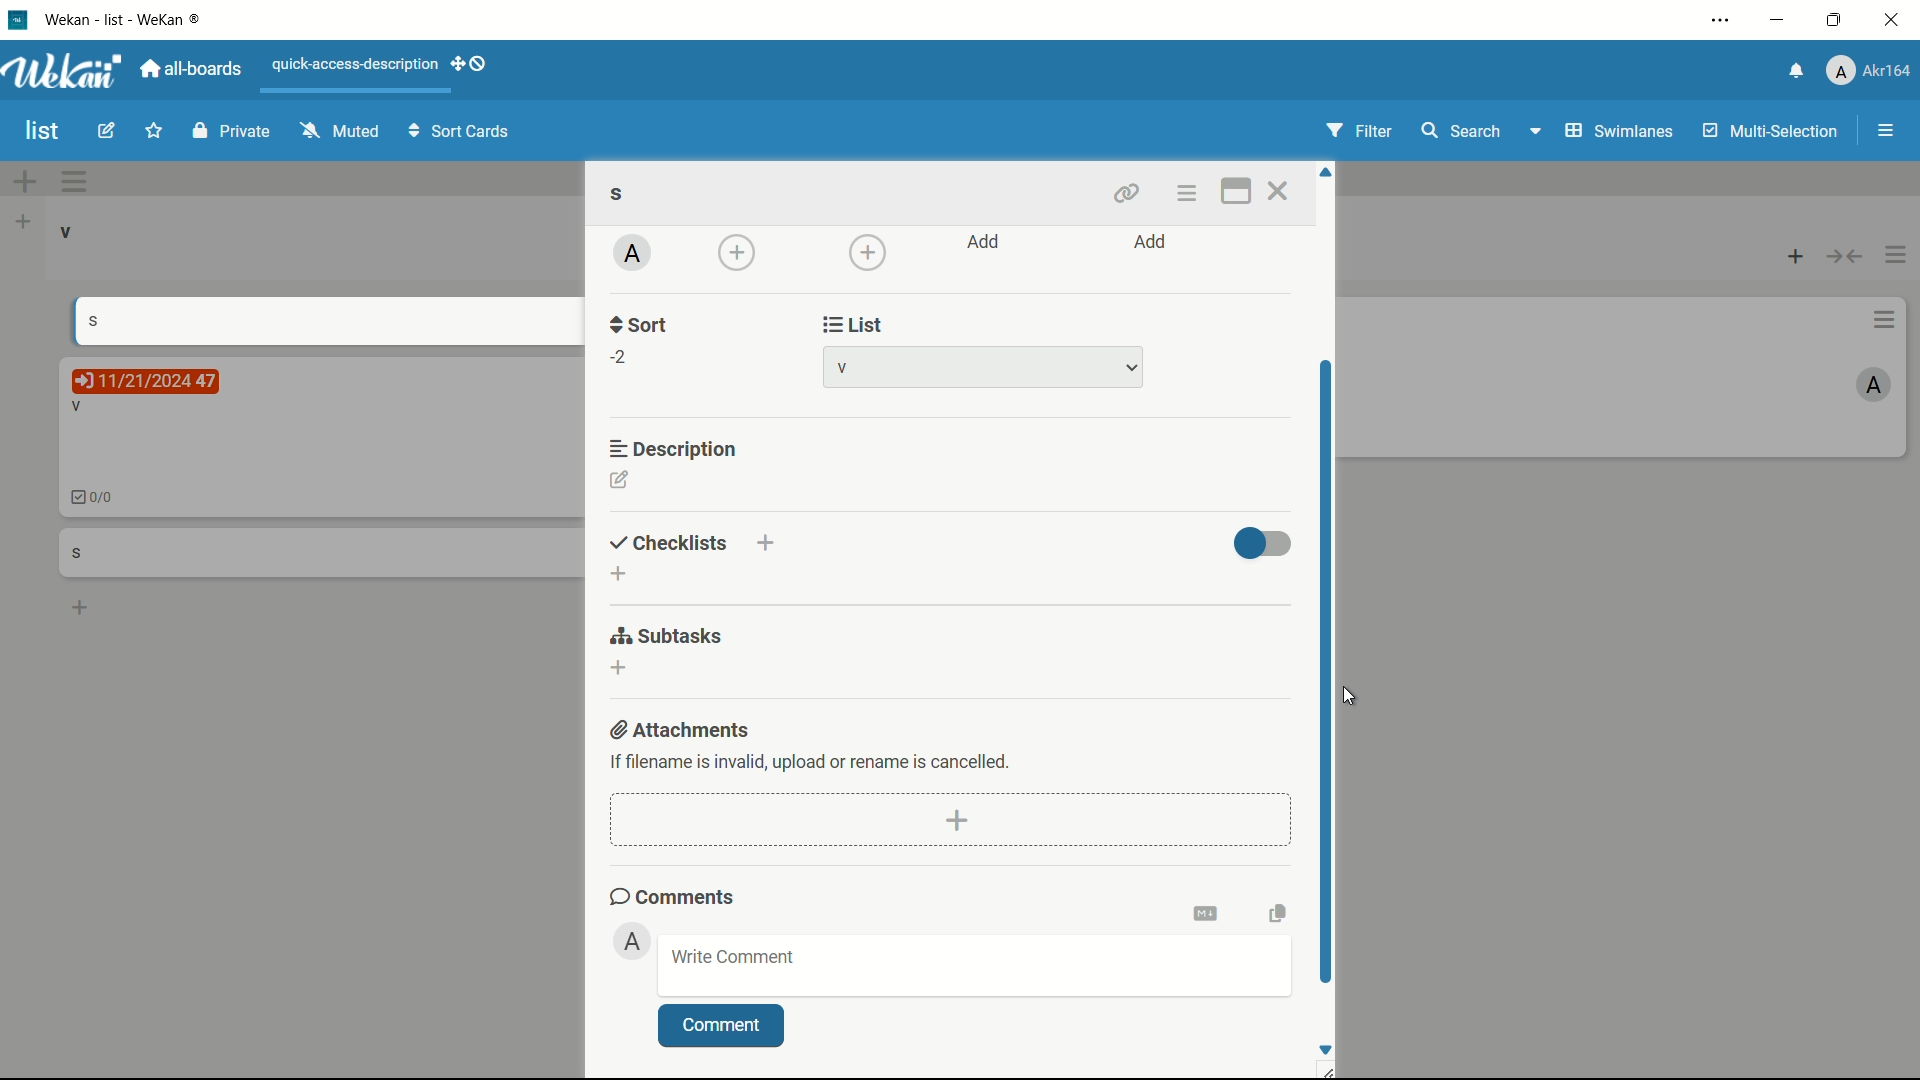 Wekan - list - WeKan ®
Wekan
all-boards
quick-access-description
A
Akr164
list
Private
Muted
Sort Cards
Filter
Search
Swimlanes
Multi-Selection
v
s
11/21/2024 47
v
0/0
s
s
A
Add
Add
Sort
-2
List
v
Description
Checklists
Subtasks
Attachments
If filename is invalid, upload or rename is cancelled.
Comments
M
A
Write Comment
Comment
A